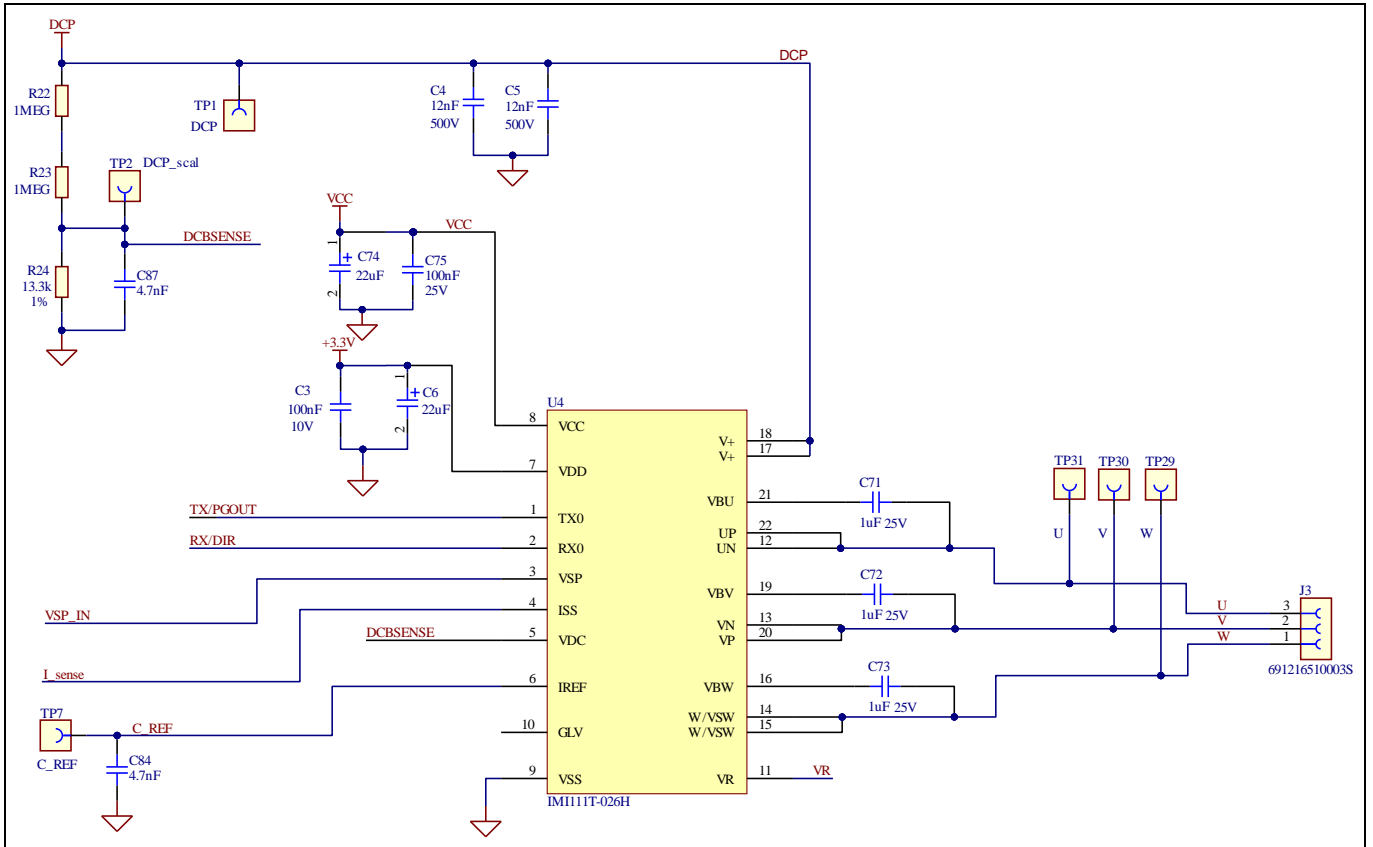 DCP
DCP
R22
1MEG
TP1
DCP
C4
12nF
500V
C5
12nF
500V
R23
1MEG
TP2
DCP_scal
DCBSENSE
R24
13.3k
1%
C87
4.7nF
VCC
VCC
1
C74
22uF
2
C75
100nF
25V
+3.3V
C3
100nF
10V
1
C6
22uF
2
U4
8
VCC
7
VDD
TX/PGOUT
1
TX0
RX/DIR
2
RX0
3
VSP
VSP_IN
4
ISS
DCBSENSE
5
VDC
I_sense
6
IREF
TP7
C_REF
C_REF
C84
4.7nF
10
GLV
9
VSS
IMI111T-026H
V+
18
V+
17
VBU
21
C71
1uF 25V
UP
22
UN
12
VBV
19
C72
1uF 25V
VN
13
VP
20
VBW
16
C73
1uF 25V
W/VSW
14
W/VSW
15
VR
11
VR
TP31
TP30
TP29
U
V
W
J3
U
3
V
2
W
1
691216510003S